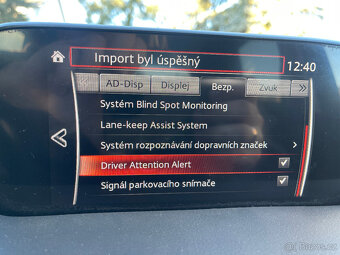 Import byl úspěšný
12:40
AD-Disp Displej Bezp. Zvuk
Systém Blind Spot Monitoring
Lane-keep Assist System
Systém rozpoznávání dopravních značek
Driver Attention Alert
Signál parkovacího snímače